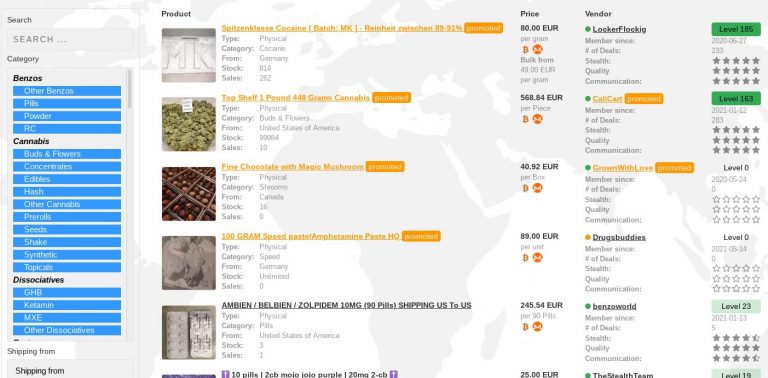 Search
SEARCH ...
Category
Benzos
Other Benzos
Pills
Powder
RC
Cannabis
Buds & Flowers
Concentrates
Edibles
Hash
Other Cannabis
Prerolls
Seeds
Shake
Synthetic
Topicals
Dissociatives
GHB
Ketamin
MXE
Other Dissociatives
Shipping from
Shipping from
Product Price Vendor
Spitzenklasse Cocaine [ Batch: MK ] - Reinheit zwischen 89-91% promoted
MK
Type: Physical
Category: Cocaine
From: Germany
Stock: 814
Sales: 262
80.00 EUR
per gram
Bulk from
49.00 EUR
per gram
LockerFlockig Level 185
Member since: 2020-06-27
# of Deals: 233
Stealth:
Quality
Communication:
Top Shelf 1 Pound 448 Grams Cannabis promoted
Type: Physical
Category: Buds & Flowers
From: United States of America
Stock: 99984
Sales: 10
568.84 EUR
per Piece
CaliCart promoted Level 163
Member since: 2021-01-12
# of Deals: 283
Stealth:
Quality
Communication:
Fine Chocolate with Magic Mushroom promoted
Type: Physical
Category: Shrooms
From: Canada
Stock: 16
Sales: 0
40.92 EUR
per Box
GrownWithLove promoted Level 0
Member since: 2020-05-24
# of Deals: 0
Stealth:
Quality
Communication:
100 GRAM Speed paste/Amphetamine Paste HQ promoted
Type: Physical
Category: Speed
From: Germany
Stock: Unlimited
Sales: 0
89.00 EUR
per unit
Drugsbuddies Level 0
Member since: 2021-05-14
# of Deals: 0
Stealth:
Quality
Communication:
AMBIEN / BELBIEN / ZOLPIDEM 10MG (90 Pills) SHIPPING US To US
Type: Physical
Category: Pills
From: United States of America
Stock: 3
Sales: 1
245.54 EUR
per 90 Pills
benzoworld Level 23
Member since: 2021-01-13
# of Deals: 5
Stealth:
Quality
Communication:
10 pills | 2cb mojo jojo purple | 20mg 2-cb
25.00 EUR
TheStealthTeam Level 19